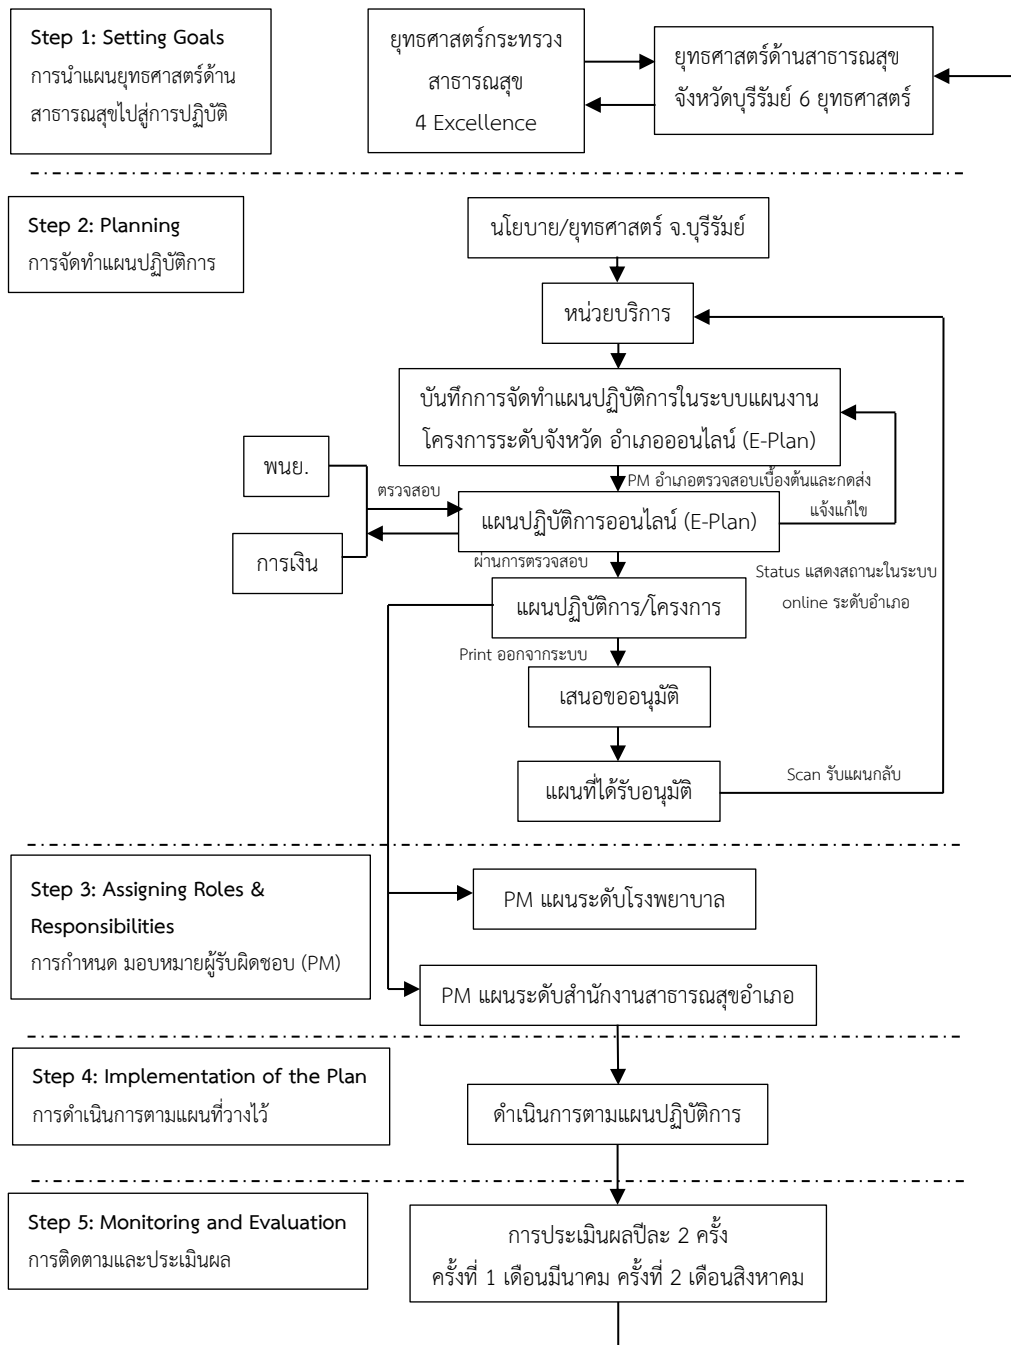 Step 1: Setting Goals
การนำแผนยุทธศาสตร์ด้าน
สาธารณสุขไปสู่การปฏิบัติ
ยุทธศาสตร์กระทรวง
สาธารณสุข
4 Excellence
ยุทธศาสตร์ด้านสาธารณสุข
จังหวัดบุรีรัมย์ 6 ยุทธศาสตร์
Step 2: Planning
การจัดทำแผนปฏิบัติการ
นโยบาย/ยุทธศาสตร์ จ.บุรีรัมย์
หน่วยบริการ
บันทึกการจัดทำแผนปฏิบัติการในระบบแผนงาน
โครงการระดับจังหวัด อำเภอออนไลน์ (E-Plan)
พนย.
ตรวจสอบ
PM อำเภอตรวจสอบเบื้องต้นและกดส่ง
แจ้งแก้ไข
แผนปฏิบัติการออนไลน์ (E-Plan)
การเงิน
ผ่านการตรวจสอบ
Status แสดงสถานะในระบบ
online ระดับอำเภอ
แผนปฏิบัติการ/โครงการ
Print ออกจากระบบ
เสนอขออนุมัติ
แผนที่ได้รับอนุมัติ
Scan รับแผนกลับ
Step 3: Assigning Roles &
Responsibilities
การกำหนด มอบหมายผู้รับผิดชอบ (PM)
PM แผนระดับโรงพยาบาล
PM แผนระดับสำนักงานสาธารณสุขอำเภอ
Step 4: Implementation of the Plan
การดำเนินการตามแผนที่วางไว้
ดำเนินการตามแผนปฏิบัติการ
Step 5: Monitoring and Evaluation
การติดตามและประเมินผล
การประเมินผลปีละ 2 ครั้ง
ครั้งที่ 1 เดือนมีนาคม ครั้งที่ 2 เดือนสิงหาคม